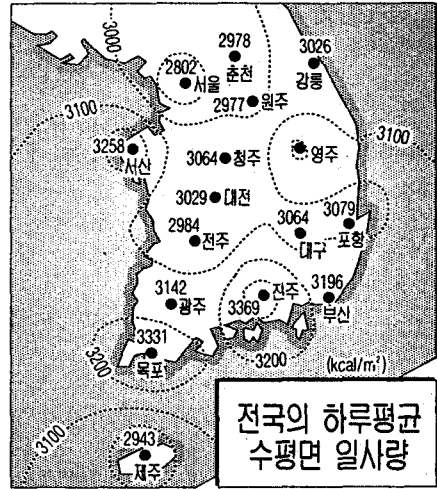 3000
2978
춘천
3026
강릉
2802
서울
2977
원주
3100
3100
3258
서산
3064
청주
영주
3029
대전
2984
전주
3064
대구
3079
포항
3142
광주
3369
진주
3196
부산
3331
목포
3200
3200
(kcal/m²)
3100
2943
제주
전국의 하루평균
수평면 일사량